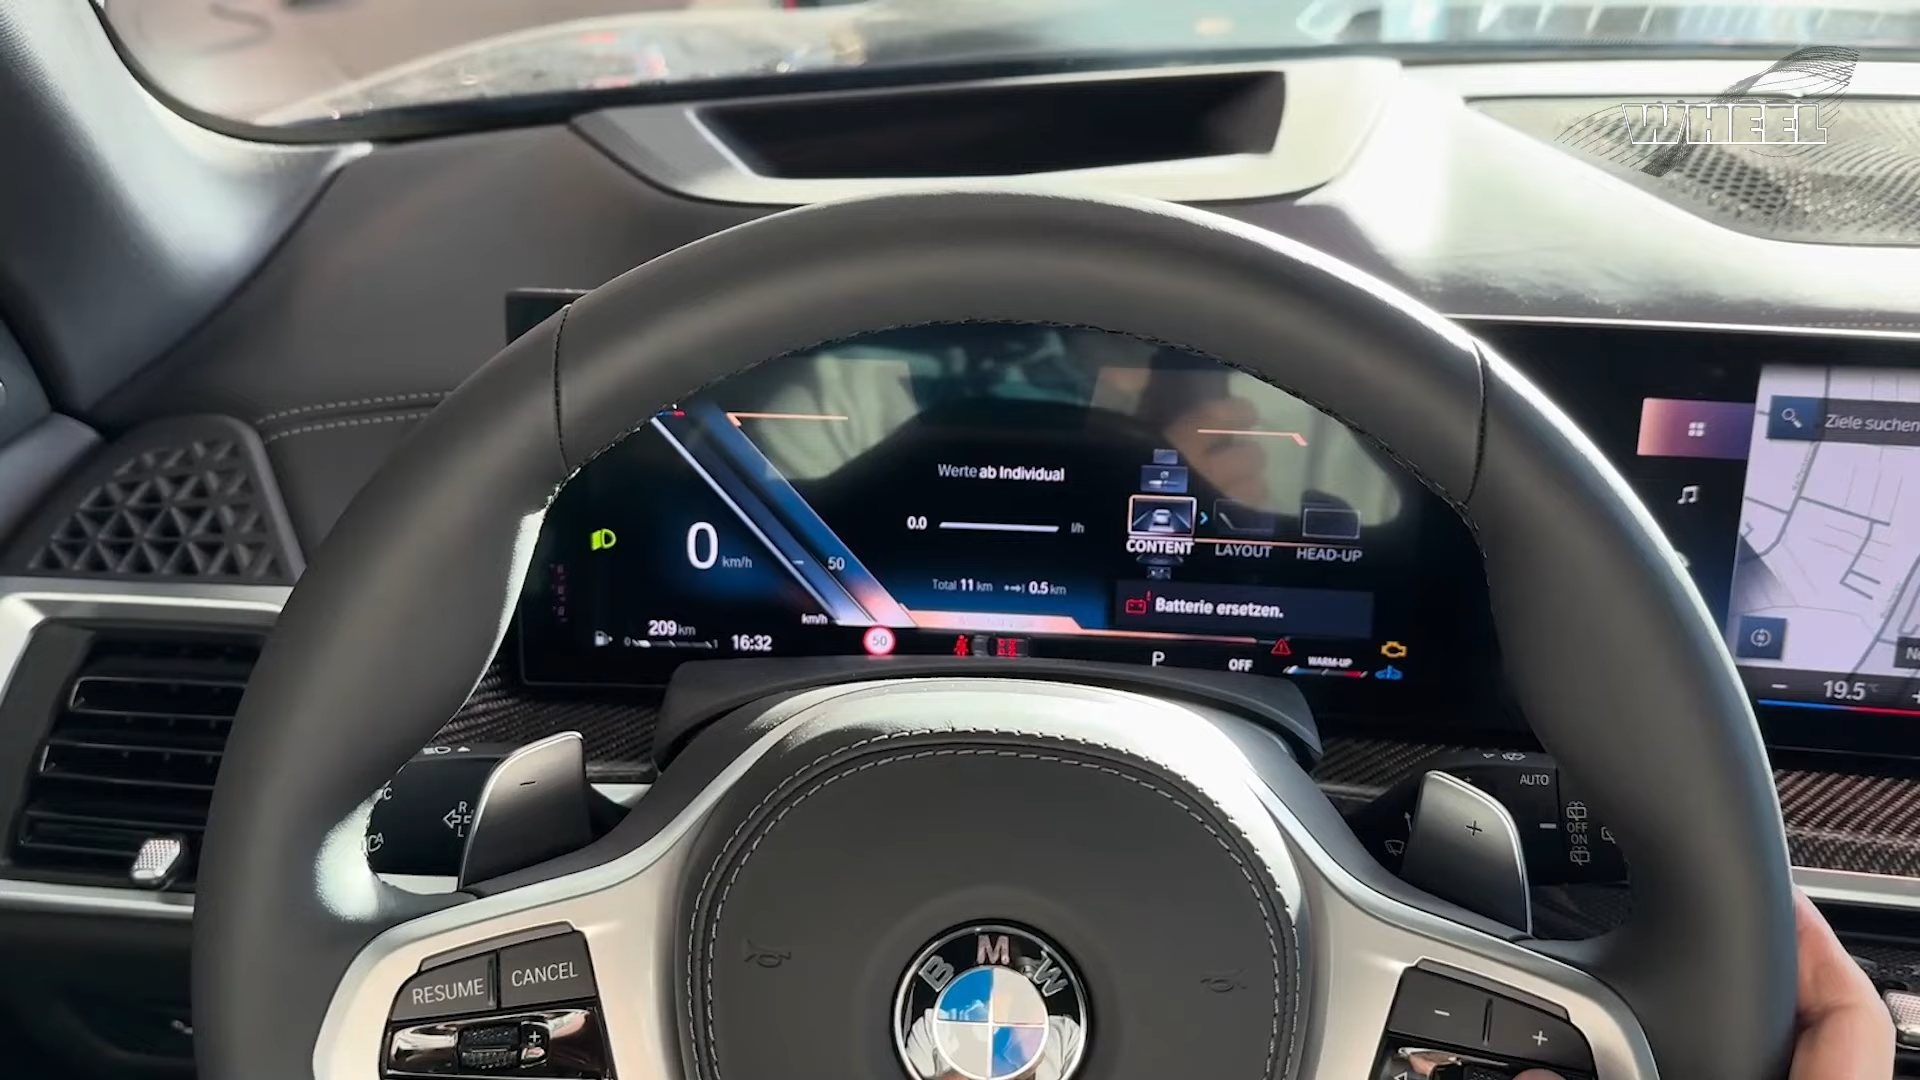 WHEEL
Ziele suchen
Werte ab Individual
0.0 l/h
CONTENT LAYOUT HEAD-UP
0 km/h
50
Total 11 km 0.5 km
Batterie ersetzen.
km/h
209 km
0 1
16:32
50
P
OFF
WARM-UP
19.5
- +
-
R
L
AUTO
+
OFF
ON
RESUME CANCEL
+
- +
BMW